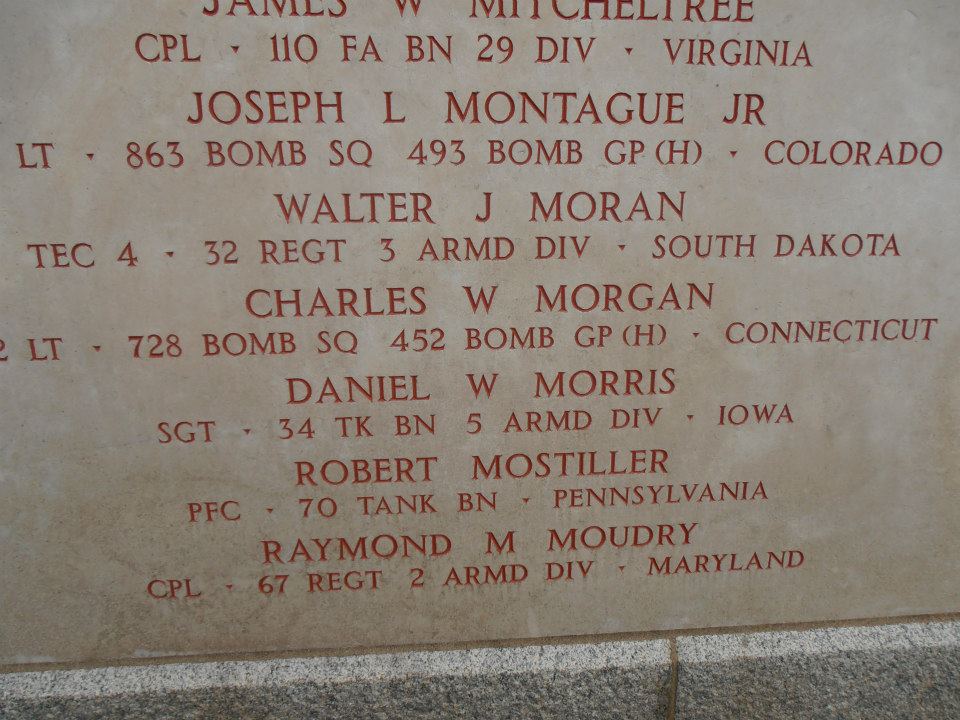 JAMES W MITCHELTREE
CPL · 110 FA BN 29 DIV · VIRGINIA
JOSEPH L MONTAGUE JR
LT · 863 BOMB SQ 493 BOMB GP (H) · COLORADO
WALTER J MORAN
TEC 4 · 32 REGT 3 ARMD DIV · SOUTH DAKOTA
CHARLES W MORGAN
2 LT · 728 BOMB SQ 452 BOMB GP (H) · CONNECTICUT
DANIEL W MORRIS
SGT · 34 TK BN 5 ARMD DIV · IOWA
ROBERT MOSTILLER
PFC · 70 TANK BN · PENNSYLVANIA
RAYMOND M MOUDRY
CPL · 67 REGT 2 ARMD DIV · MARYLAND